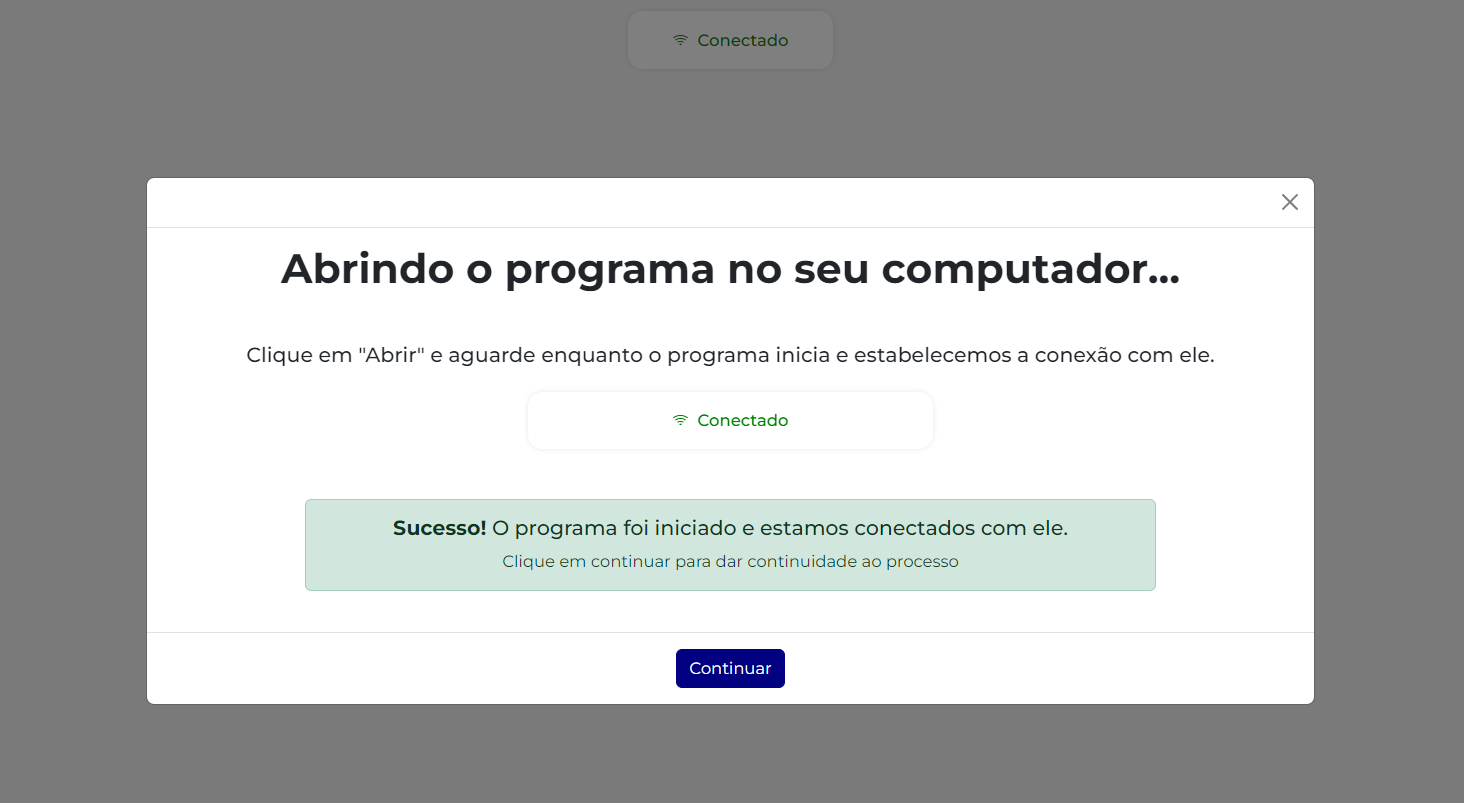 Conectado
Abrindo o programa no seu computador...
Clique em "Abrir" e aguarde enquanto o programa inicia e estabelecemos a conexão com ele.
Conectado
Sucesso! O programa foi iniciado e estamos conectados com ele.
Clique em continuar para dar continuidade ao processo
Continuar